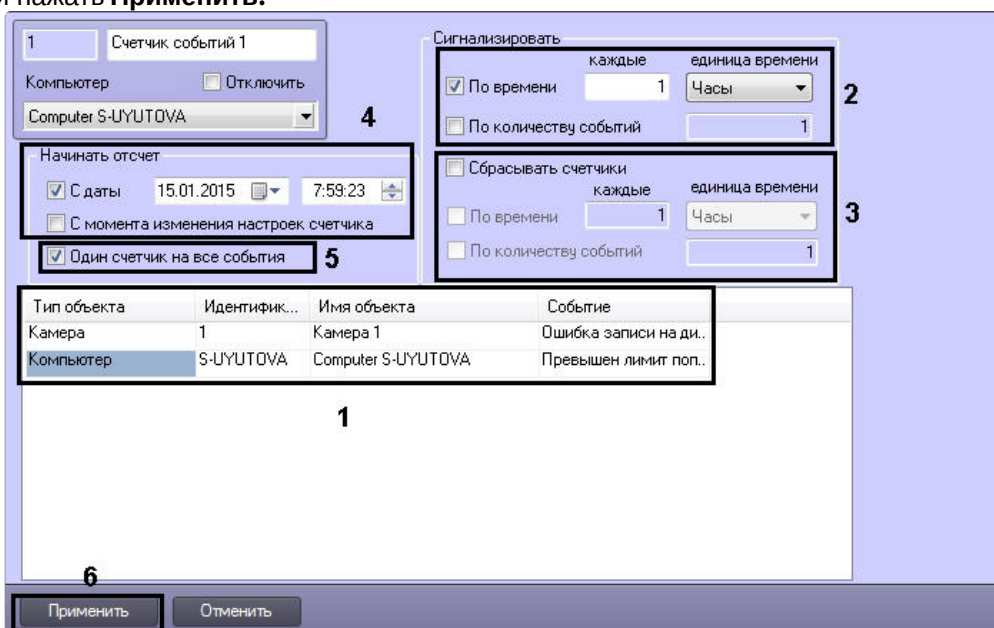 и нажать Применить.
1 Счетчик событий 1
Компьютер Отключить
Computer S-UYUTOVA
4
Сигнализировать
каждые единица времени
По времени 1 Часы
По количеству событий 1
2
Начинать отсчет
С даты 15.01.2015 7:59:23
С момента изменения настроек счетчика
Один счетчик на все события
5
Сбрасывать счетчики
каждые единица времени
По времени 1 Часы
По количеству событий 1
3
Тип объекта Идентифик... Имя объекта Событие
Камера 1 Камера 1 Ошибка записи на ди..
Компьютер S-UYUTOVA Computer S-UYUTOVA Превышен лимит поп..
1
6
Применить Отменить